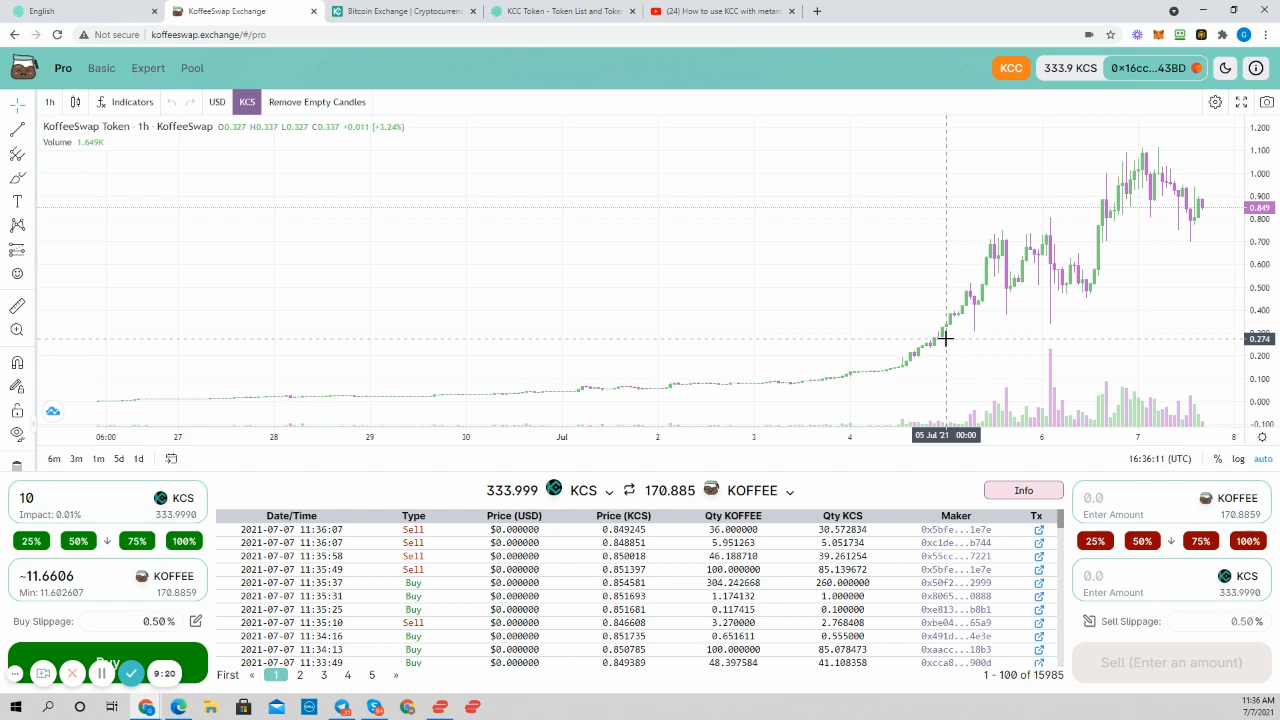 English
KoffeeSwap Exchange
Bitcoin Exchange | Cryptocurren
KCC Token - Token List and Toke
(24) How to use KCC with metam
Not secure | koffeeswap.exchange/#/pro
Pro Basic Expert Pool
KCC 333.9 KCS 0×16cc...43BD
1h Indicators USD KCS Remove Empty Candles
KoffeeSwap Token · 1h · KoffeeSwap O0.327 H0.337 L0.327 C0.337 +0.011 (+3.24%)
Volume 1.649K
1.200
1.100
1.000
0.900
0.849
0.800
0.700
0.600
0.500
0.400
0.300
0.274
0.200
0.100
0.000
-0.100
06:00 27 28 29 30 Jul 2 3 4 05 Jul '21 00:00 6 7 8
6m 3m 1m 5d 1d 16:36:11 (UTC) % log auto
10 KCS
Impact: 0.01% 333.9990
25% 50% ↓ 75% 100%
~11.6606 KOFFEE
Min: 11.602607 170.8859
Buy Slippage: 0.50 %
Buy
9:20
333.999 KCS 170.885 KOFFEE Info
Date/Time Type Price (USD) Price (KCS) Qty KOFFEE Qty KCS Maker Tx
2021-07-07 11:36:07 Sell $0.000000 0.849245 36.000000 30.572834 0x5bfe...1e7e
2021-07-07 11:36:07 Sell $0.000000 0.848851 5.951263 5.051734 0xc1de...b744
2021-07-07 11:35:58 Sell $0.000000 0.850018 46.188710 39.261254 0x55cc...7221
2021-07-07 11:35:43 Sell $0.000000 0.851397 100.000000 85.139672 0x5bfe...1e7e
2021-07-07 11:35:37 Buy $0.000000 0.854581 304.242668 260.000000 0x50f2...2999
2021-07-07 11:35:31 Buy $0.000000 0.851693 1.174132 1.000000 0x8065...0888
2021-07-07 11:35:25 Buy $0.000000 0.851681 0.117415 0.100000 0xe813...b8b1
2021-07-07 11:35:10 Sell $0.000000 0.846608 3.270000 2.768408 0xbe04...65a9
2021-07-07 11:34:16 Buy $0.000000 0.851735 0.651611 0.555000 0x491d...4e3e
2021-07-07 11:34:13 Buy $0.000000 0.850785 100.000000 85.078473 0xaacc...18b3
2021-07-07 11:33:49 Buy $0.000000 0.849389 48.397584 41.108358 0xcca8...900d
First « 1 2 3 4 5 » 1 - 100 of 15985
0.0 KOFFEE
Enter Amount 170.8859
25% 50% ↓ 75% 100%
0.0 KCS
Enter Amount 333.9990
Sell Slippage: 0.50 %
Sell (Enter an amount)
11:36 AM
7/7/2021